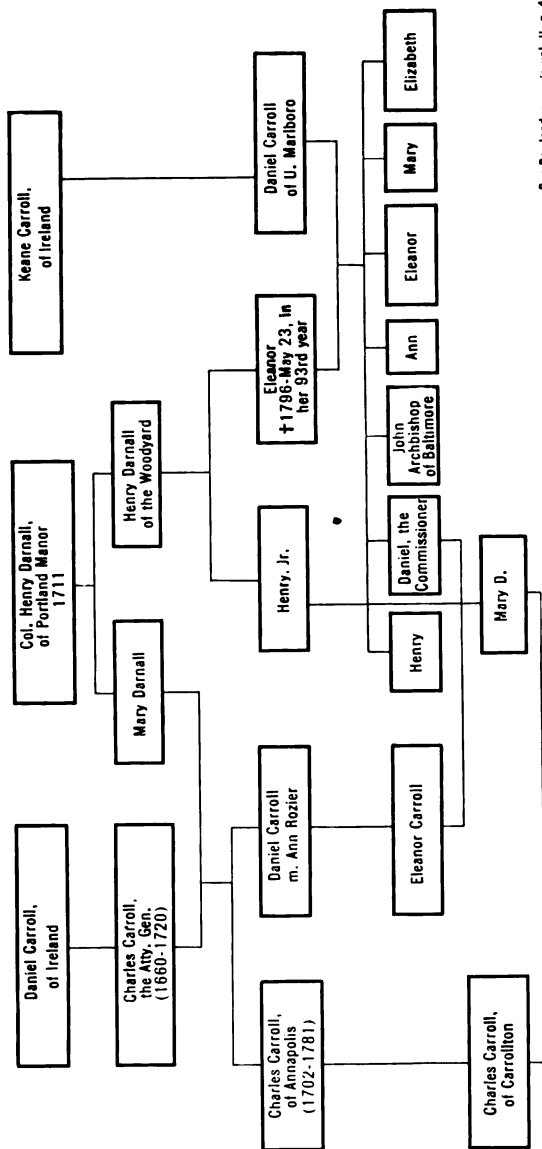 Daniel Carroll,
of Ireland
Col. Henry Darnall,
of Portland Manor
1711
Keane Carroll,
of Ireland
Charles Carroll,
the Atty. Gen.
(1660-1720)
Mary Darnall
Henry Darnall
of the Woodyard
Charles Carroll,
of Annapolis
(1702-1781)
Daniel Carroll
m. Ann Rozier
Henry, Jr.
Eleanor
†1796-May 23, in
her 93rd year
Daniel Carroll
of U. Marlboro
Eleanor Carroll
Henry
Daniel, the
Commissioner
John
Archbishop
of Baltimore
Ann
Eleanor
Mary
Elizabeth
Charles Carroll,
of Carrollton
Mary D.